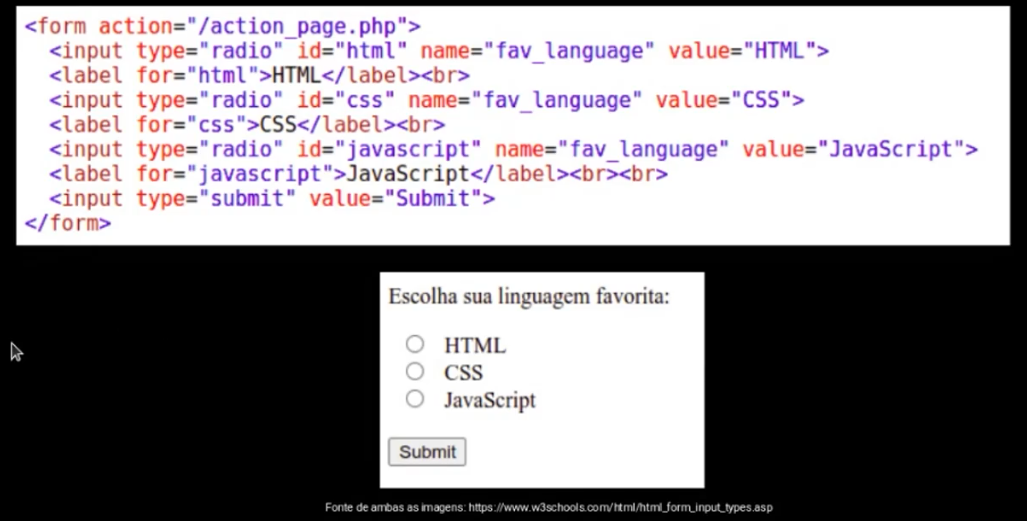 <form action="/action_page.php">
<input type="radio" id="html" name="fav_language" value="HTML">
<label for="html">HTML</label><br>
<input type="radio" id="css" name="fav_language" value="CSS">
<label for="css">CSS</label><br>
<input type="radio" id="javascript" name="fav_language" value="JavaScript">
<label for="javascript">JavaScript</label><br><br>
<input type="submit" value="Submit">
</form>
Escolha sua linguagem favorita:
HTML
CSS
JavaScript
Submit
Fonte de ambas as imagens: https://www.w3schools.com/html/html_form_input_types.asp